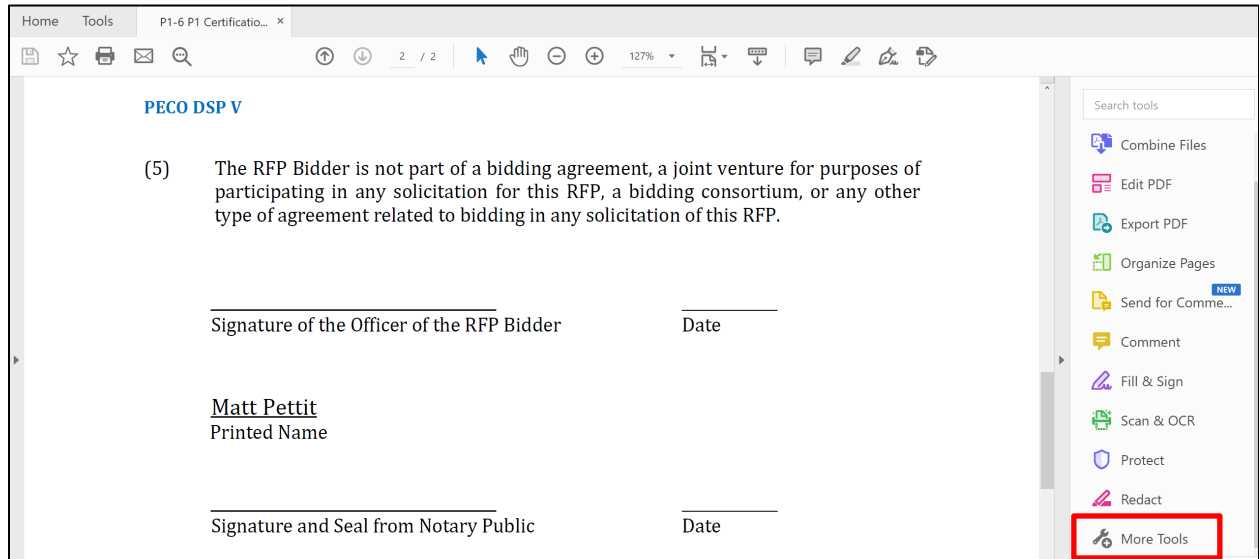 Home Tools P1-6 P1 Certificatio... ×
2 / 2 127%
PECO DSP V
(5) The RFP Bidder is not part of a bidding agreement, a joint venture for purposes of
participating in any solicitation for this RFP, a bidding consortium, or any other
type of agreement related to bidding in any solicitation of this RFP.
Signature of the Officer of the RFP Bidder Date
Matt Pettit
Printed Name
Signature and Seal from Notary Public Date
Search tools
Combine Files
Edit PDF
Export PDF
Organize Pages
NEW
Send for Comme...
Comment
Fill & Sign
Scan & OCR
Protect
Redact
More Tools